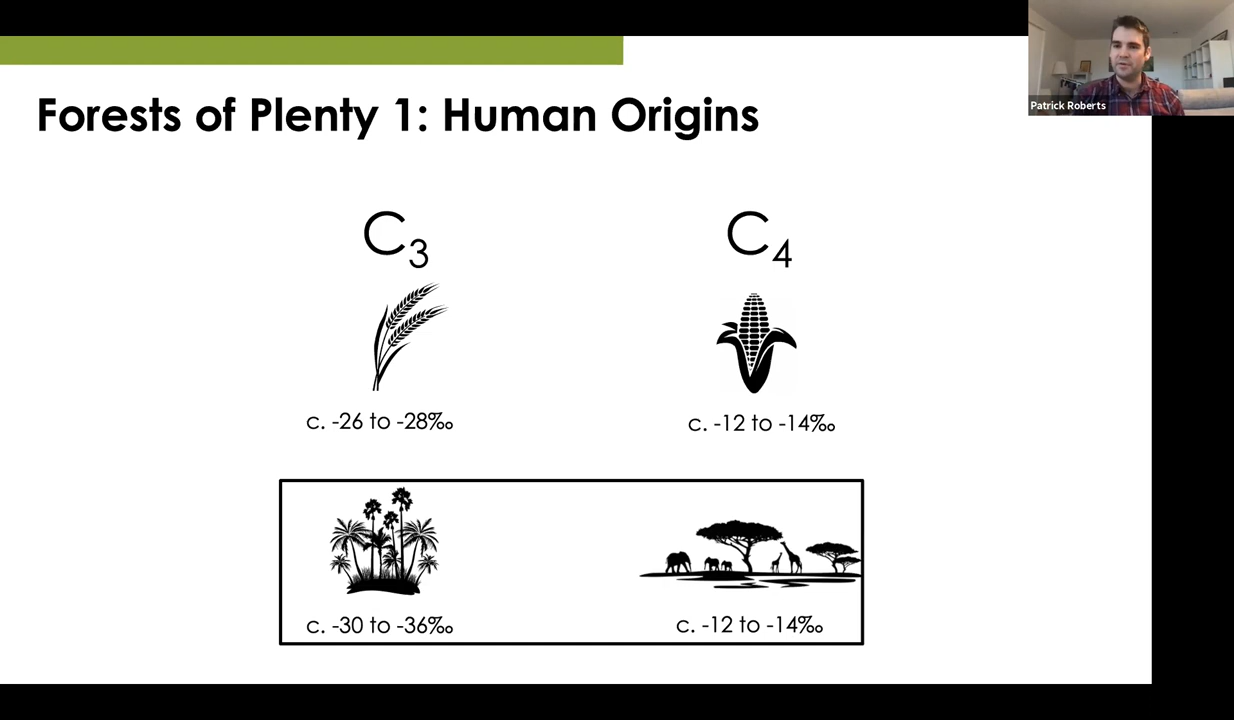 Patrick Roberts
Forests of Plenty 1: Human Origins
C₃ C₄
c. -26 to -28‰ c. -12 to -14‰
c. -30 to -36‰ c. -12 to -14‰